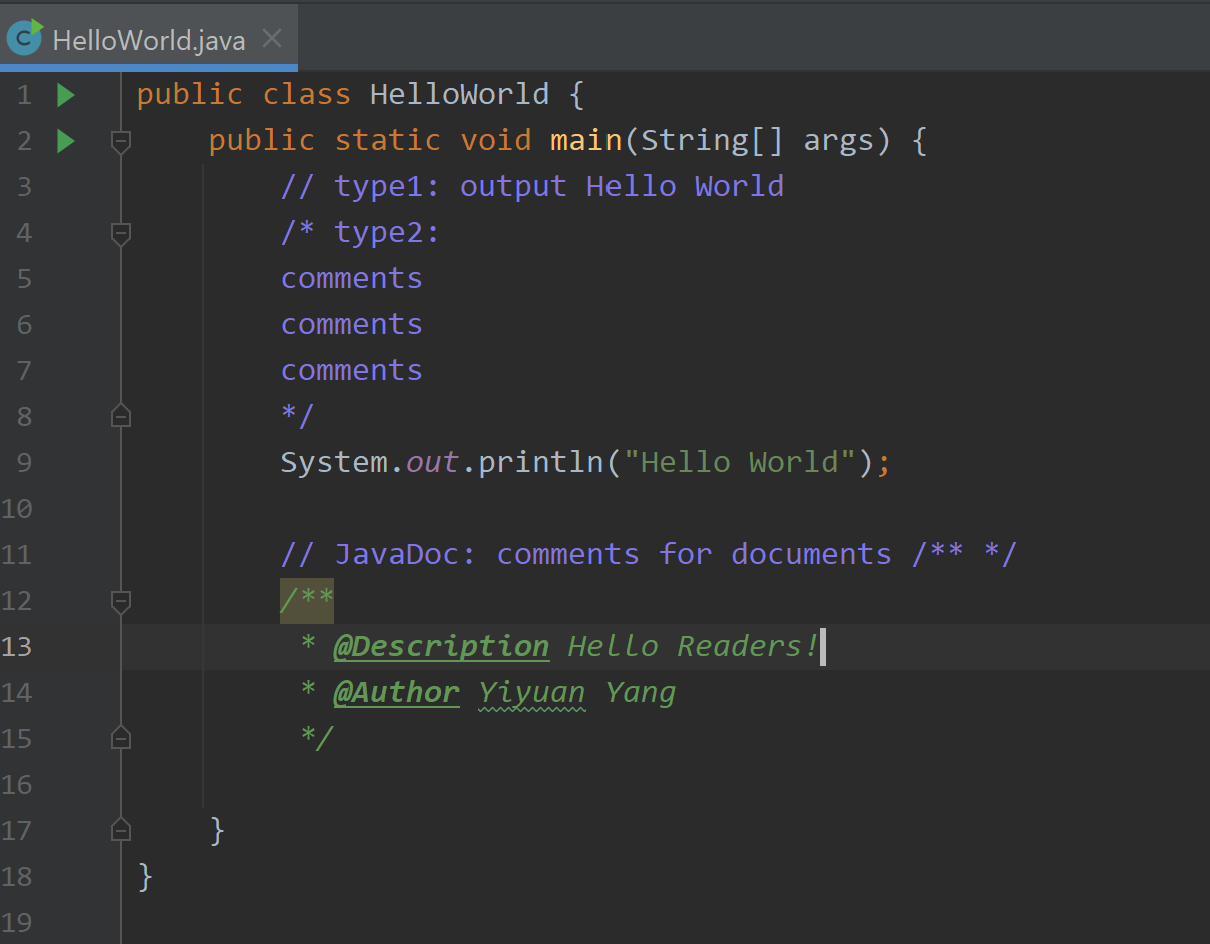 C HelloWorld.java
1 public class HelloWorld {
2     public static void main(String[] args) {
3         // type1: output Hello World
4         /* type2:
5         comments
6         comments
7         comments
8         */
9         System.out.println("Hello World");
10
11         // JavaDoc: comments for documents /** */
12         /**
13          * @Description Hello Readers!
14          * @Author Yiyuan Yang
15          */
16
17     }
18 }
19